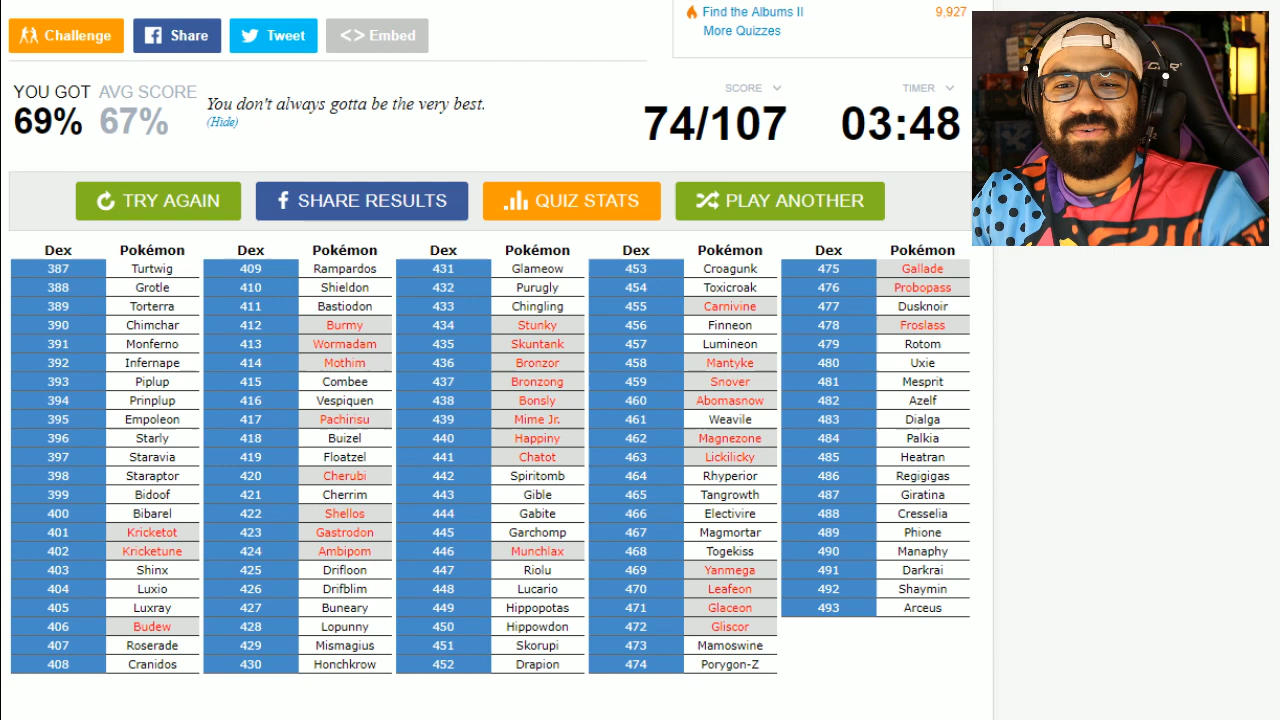 Find the Albums II 9,927
More Quizzes
Challenge Share Tweet Embed
YOU GOT AVG SCORE
69% 67%
You don't always gotta be the very best.
(Hide)
SCORE TIMER
74/107 03:48
TRY AGAIN SHARE RESULTS QUIZ STATS PLAY ANOTHER
Dex Pokémon Dex Pokémon Dex Pokémon Dex Pokémon Dex Pokémon
387 Turtwig 409 Rampardos 431 Glameow 453 Croagunk 475 Gallade
388 Grotle 410 Shieldon 432 Purugly 454 Toxicroak 476 Probopass
389 Torterra 411 Bastiodon 433 Chingling 455 Carnivine 477 Dusknoir
390 Chimchar 412 Burmy 434 Stunky 456 Finneon 478 Froslass
391 Monferno 413 Wormadam 435 Skuntank 457 Lumineon 479 Rotom
392 Infernape 414 Mothim 436 Bronzor 458 Mantyke 480 Uxie
393 Piplup 415 Combee 437 Bronzong 459 Snover 481 Mesprit
394 Prinplup 416 Vespiquen 438 Bonsly 460 Abomasnow 482 Azelf
395 Empoleon 417 Pachirisu 439 Mime Jr. 461 Weavile 483 Dialga
396 Starly 418 Buizel 440 Happiny 462 Magnezone 484 Palkia
397 Staravia 419 Floatzel 441 Chatot 463 Lickilicky 485 Heatran
398 Staraptor 420 Cherubi 442 Spiritomb 464 Rhyperior 486 Regigigas
399 Bidoof 421 Cherrim 443 Gible 465 Tangrowth 487 Giratina
400 Bibarel 422 Shellos 444 Gabite 466 Electivire 488 Cresselia
401 Kricketot 423 Gastrodon 445 Garchomp 467 Magmortar 489 Phione
402 Kricketune 424 Ambipom 446 Munchlax 468 Togekiss 490 Manaphy
403 Shinx 425 Drifloon 447 Riolu 469 Yanmega 491 Darkrai
404 Luxio 426 Drifblim 448 Lucario 470 Leafeon 492 Shaymin
405 Luxray 427 Buneary 449 Hippopotas 471 Glaceon 493 Arceus
406 Budew 428 Lopunny 450 Hippowdon 472 Gliscor
407 Roserade 429 Mismagius 451 Skorupi 473 Mamoswine
408 Cranidos 430 Honchkrow 452 Drapion 474 Porygon-Z